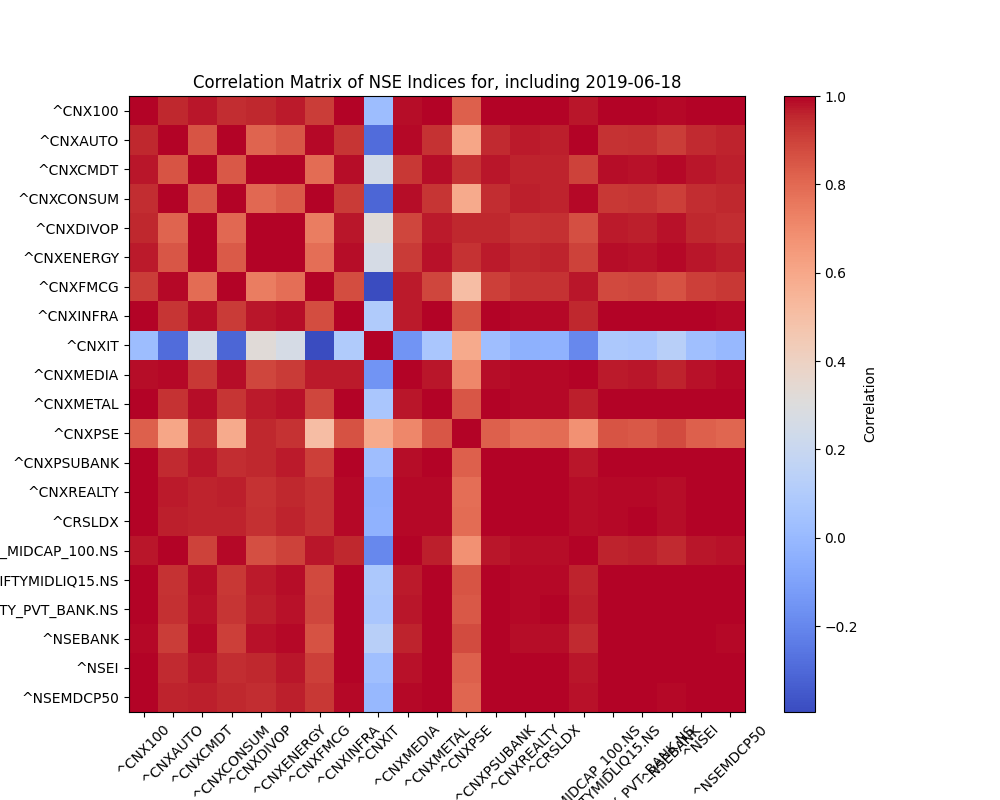 Correlation Matrix of NSE Indices for, including 2019-06-18
^CNX100
^CNXAUTO
^CNXCMDT
^CNXCONSUM
^CNXDIVOP
^CNXENERGY
^CNXFMCG
^CNXINFRA
^CNXIT
^CNXMEDIA
^CNXMETAL
^CNXPSE
^CNXPSUBANK
^CNXREALTY
^CRSLDX
_MIDCAP_100.NS
IFTYMIDLIQ15.NS
TY_PVT_BANK.NS
^NSEBANK
^NSEI
^NSEMDCP50
^CNX100
^CNXAUTO
^CNXCMDT
^CNXCONSUM
^CNXDIVOP
^CNXENERGY
^CNXFMCG
^CNXINFRA
^CNXIT
^CNXMEDIA
^CNXMETAL
^CNXPSE
^CNXPSUBANK
^CNXREALTY
^CRSLDX
MIDCAP_100.NS
TYMIDLIQ15.NS
PVT_BANK.NS
^NSEBANK
^NSEI
^NSEMDCP50
1.0
0.8
0.6
0.4
0.2
0.0
−0.2
Correlation